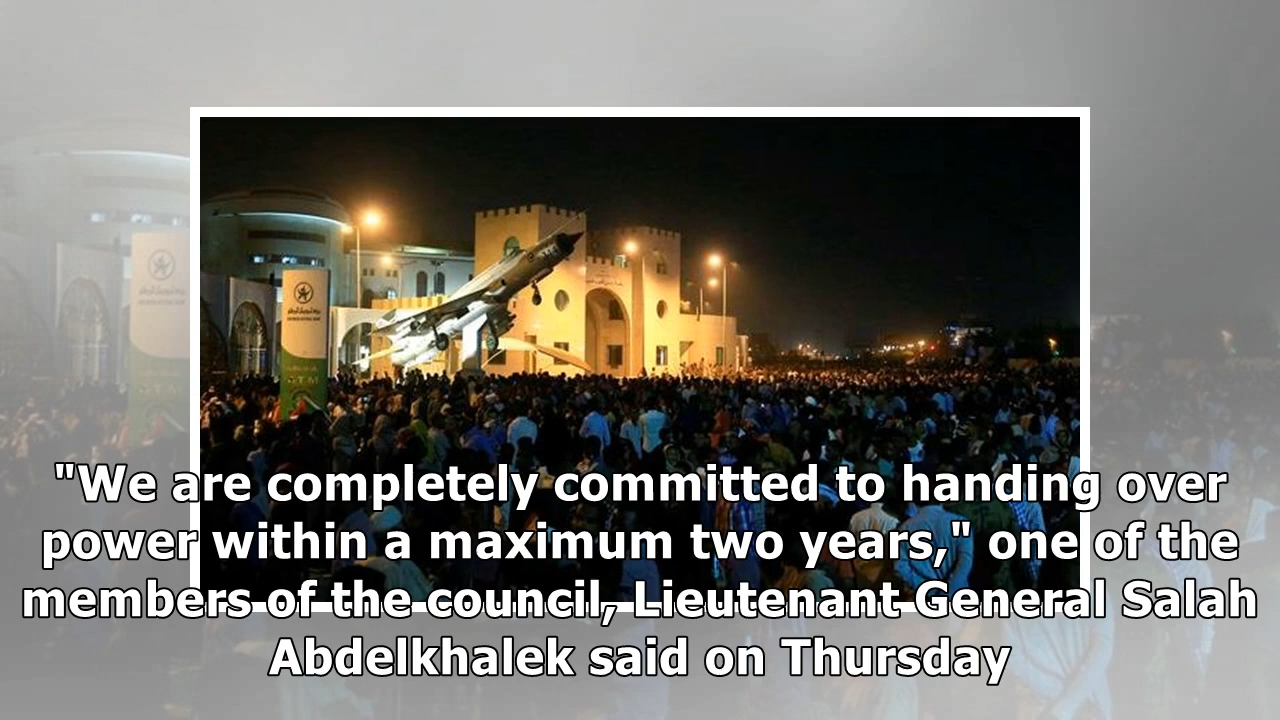 "We are completely committed to handing over
power within a maximum two years," one of the
members of the council, Lieutenant General Salah
Abdelkhalek said on Thursday